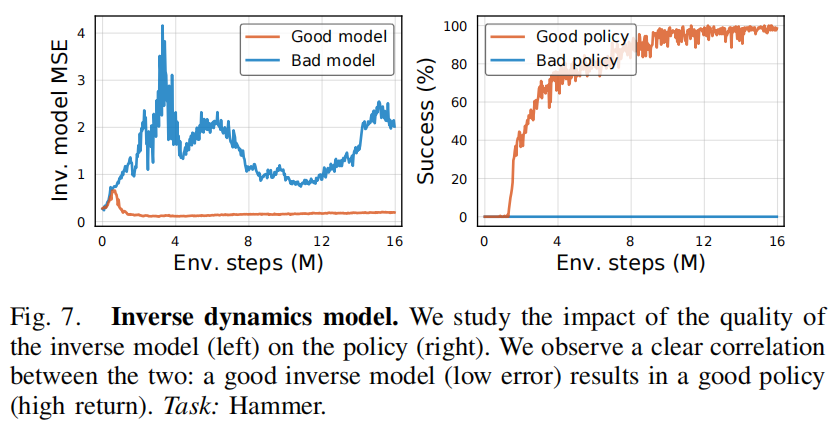 Inv. model MSE
4
3
2
1
0
Good model
Bad model
0 4 8 12 16
Env. steps (M)
Success (%)
100
80
60
40
20
0
Good policy
Bad policy
0 4 8 12 16
Env. steps (M)
Fig. 7. Inverse dynamics model. We study the impact of the quality of
the inverse model (left) on the policy (right). We observe a clear correlation
between the two: a good inverse model (low error) results in a good policy
(high return). Task: Hammer.